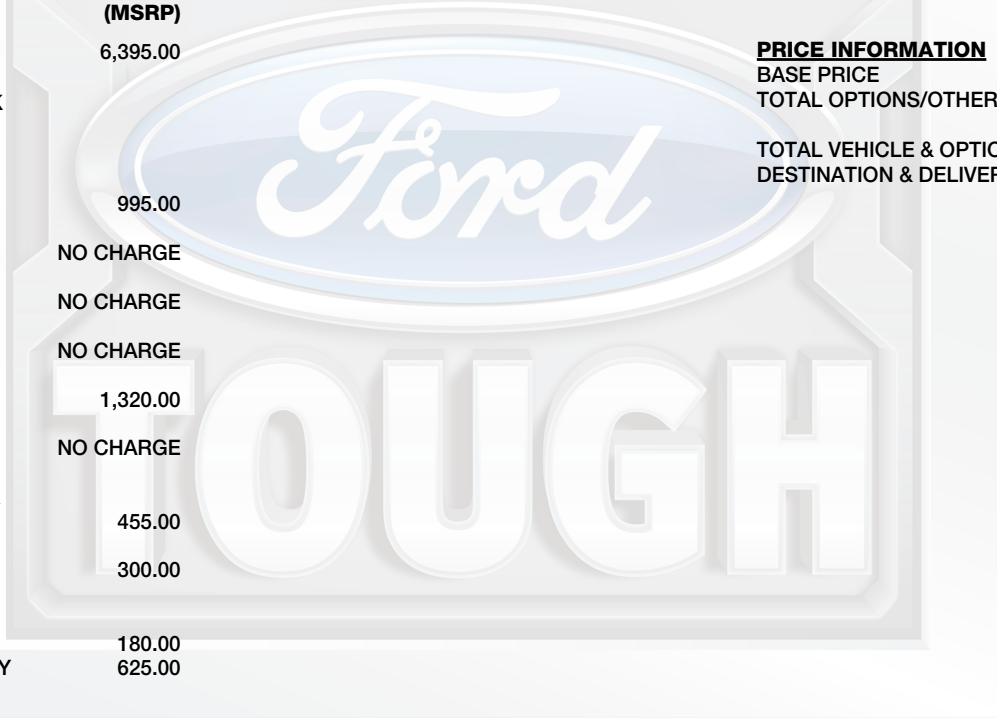 (MSRP)
6,395.00
K
995.00
NO CHARGE
NO CHARGE
NO CHARGE
1,320.00
NO CHARGE
455.00
300.00
180.00
Y 625.00
PRICE INFORMATION
BASE PRICE
TOTAL OPTIONS/OTHER
TOTAL VEHICLE & OPTIO
DESTINATION & DELIVER
Ford
TOUGH